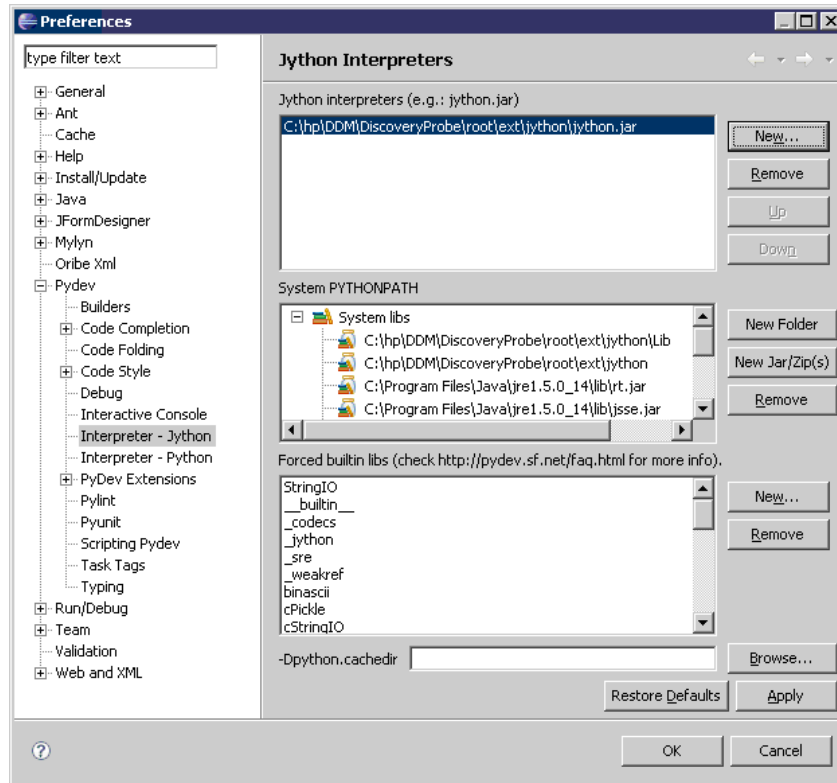 Preferences
type filter text
General
Ant
Cache
Help
Install/Update
Java
JFormDesigner
Mylyn
Oribe Xml
Pydev
Builders
Code Completion
Code Folding
Code Style
Debug
Interactive Console
Interpreter - Jython
Interpreter - Python
PyDev Extensions
Pylint
Pyunit
Scripting Pydev
Task Tags
Typing
Run/Debug
Team
Validation
Web and XML
Jython Interpreters
Jython interpreters (e.g.: jython.jar)
C:\hp\DDM\DiscoveryProbe\root\ext\jython\jython.jar
New...
Remove
Up
Down
System PYTHONPATH
System libs
C:\hp\DDM\DiscoveryProbe\root\ext\jython\Lib
C:\hp\DDM\DiscoveryProbe\root\ext\jython
C:\Program Files\Java\jre1.5.0_14\lib\rt.jar
C:\Program Files\Java\jre1.5.0_14\lib\jsse.jar
New Folder
New Jar/Zip(s)
Remove
Forced builtin libs (check http://pydev.sf.net/faq.html for more info).
StringIO
__builtin__
_codecs
_jython
_sre
_weakref
binascii
cPickle
cStringIO
New...
Remove
-Dpython.cachedir
Browse...
Restore Defaults
Apply
OK
Cancel